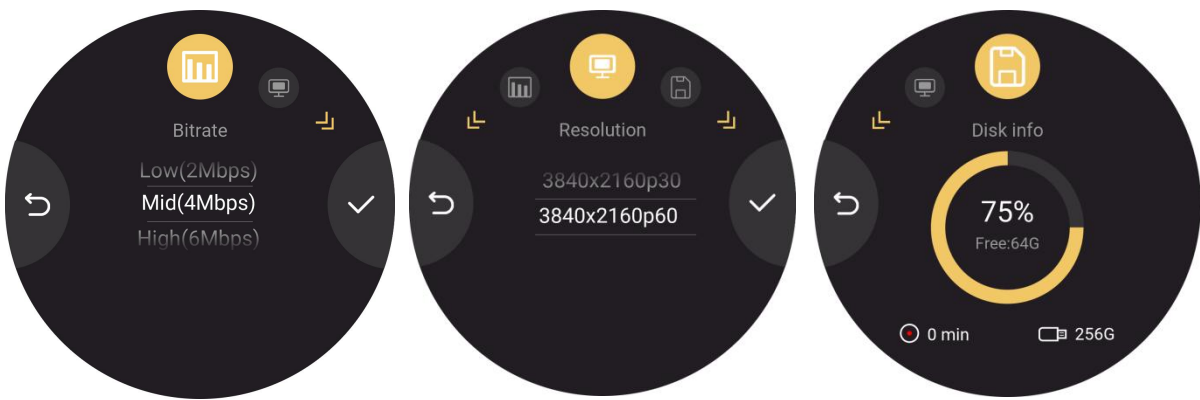 Bitrate
Low(2Mbps)
Mid(4Mbps)
High(6Mbps)
Resolution
3840x2160p30
3840x2160p60
Disk info
75%
Free:64G
0 min
256G